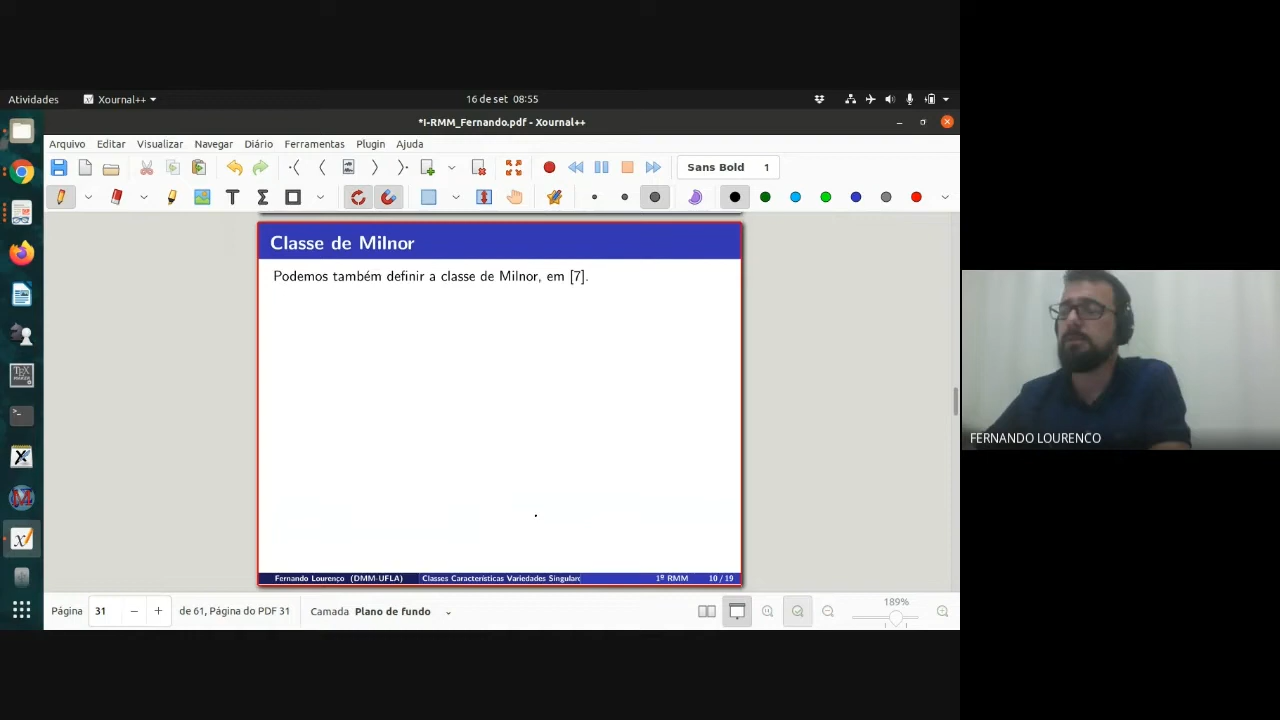 Atividades Xournal++ 16 de set 08:55
*I-RMM_Fernando.pdf - Xournal++
Arquivo Editar Visualizar Navegar Diário Ferramentas Plugin Ajuda
Sans Bold 1
Classe de Milnor
Podemos também definir a classe de Milnor, em [7].
Fernando Lourenço (DMM-UFLA) Classes Características Variedades Singulare 1º RMM 10 / 19
FERNANDO LOURENCO
Página 31 de 61, Página do PDF 31 Camada Plano de fundo 189%